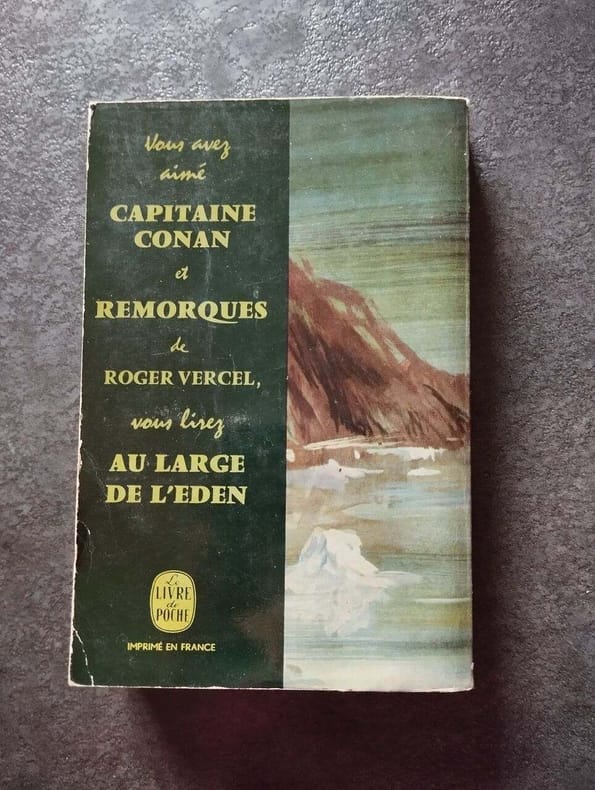 Vous avez
aimé
CAPITAINE
CONAN
et
REMORQUES
de
ROGER VERCEL,
vous lirez
AU LARGE
DE L'EDEN
Le
LIVRE
de
POCHE
IMPRIMÉ EN FRANCE